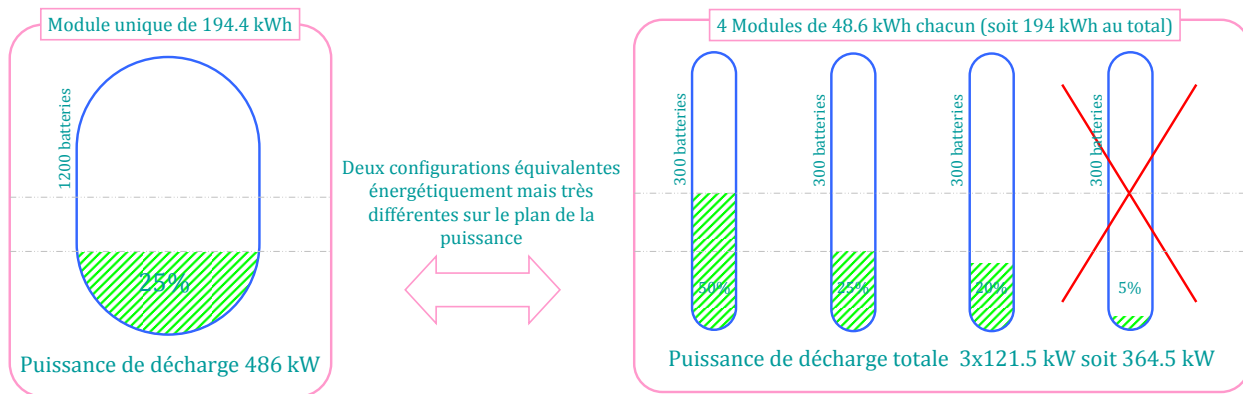 Module unique de 194.4 kWh
1200 batteries
25%
Puissance de décharge 486 kW
Deux configurations équivalentes
énergétiquement mais très
différentes sur le plan de la
puissance
4 Modules de 48.6 kWh chacun (soit 194 kWh au total)
300 batteries
300 batteries
300 batteries
300 batteries
50%
25%
20%
5%
Puissance de décharge totale 3x121.5 kW soit 364.5 kW